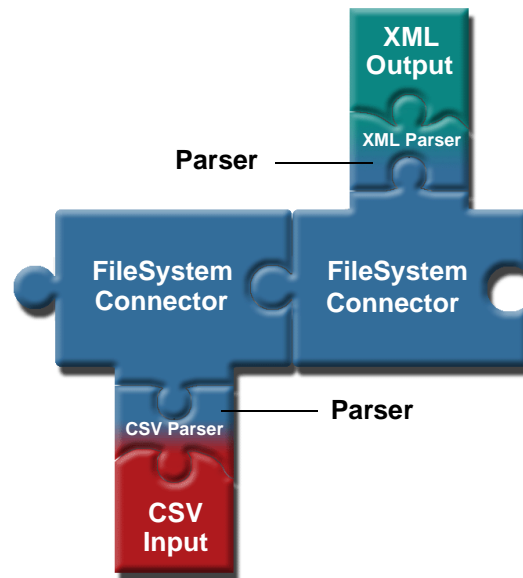 XML
Output
XML Parser
Parser
FileSystem
Connector
FileSystem
Connector
Parser
CSV Parser
CSV
Input